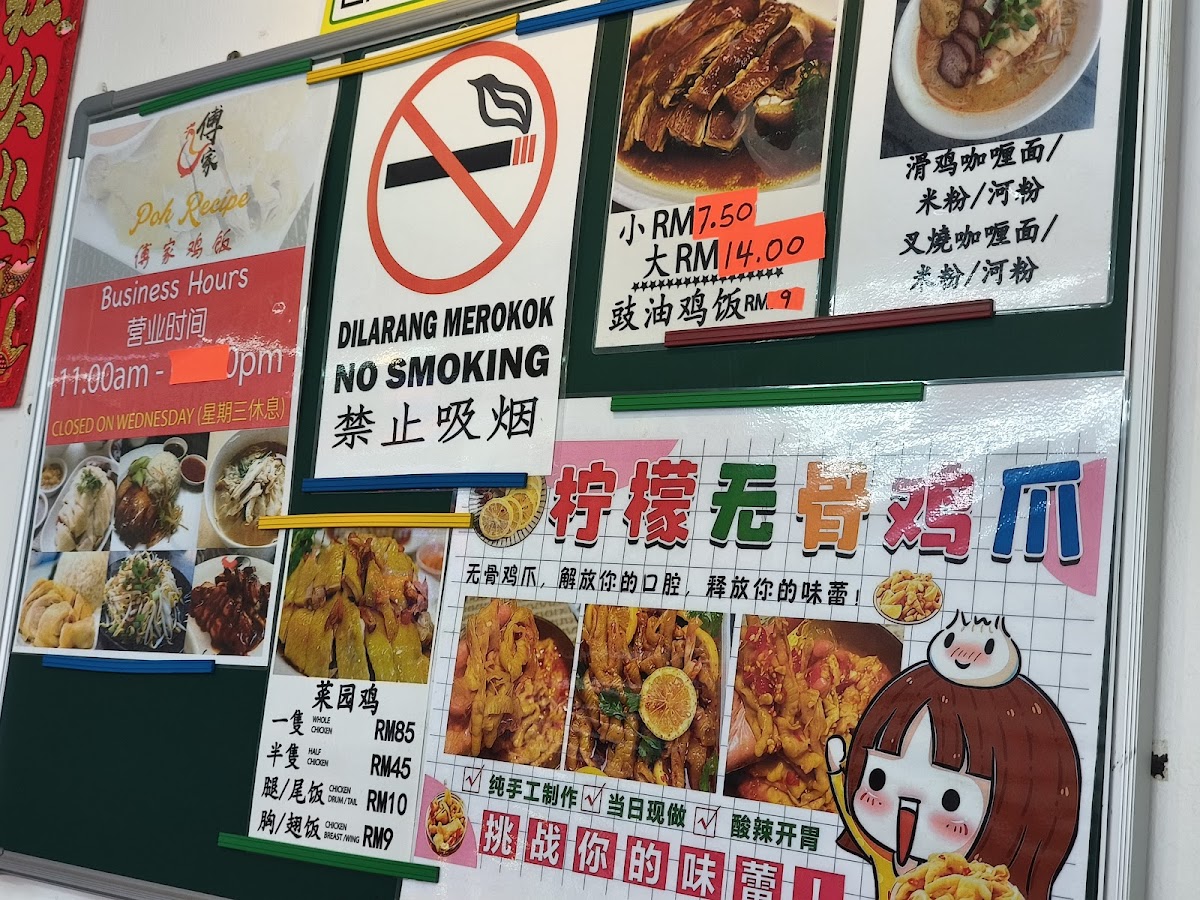 傅家
Poh Recipe
傅家鸡饭
Business Hours
营业时间
11:00am - 0pm
CLOSED ON WEDNESDAY (星期三休息)
DILARANG MEROKOK
NO SMOKING
禁止吸烟
小 RM 7.50
大 RM 14.00
豉油鸡饭 RM. 9
滑鸡咖喱面/
米粉/河粉
叉燒咖喱面/
米粉/河粉
菜园鸡
一隻 WHOLE CHICKEN RM85
半隻 HALF CHICKEN RM45
腿/尾饭 CHICKEN DRUM/TAIL RM10
胸/翅饭 CHICKEN BREAST/WING RM9
柠檬无骨鸡爪
无骨鸡爪，解放你的口腔，释放你的味蕾！
纯手工制作 当日现做 酸辣开胃
挑战你的味蕾！